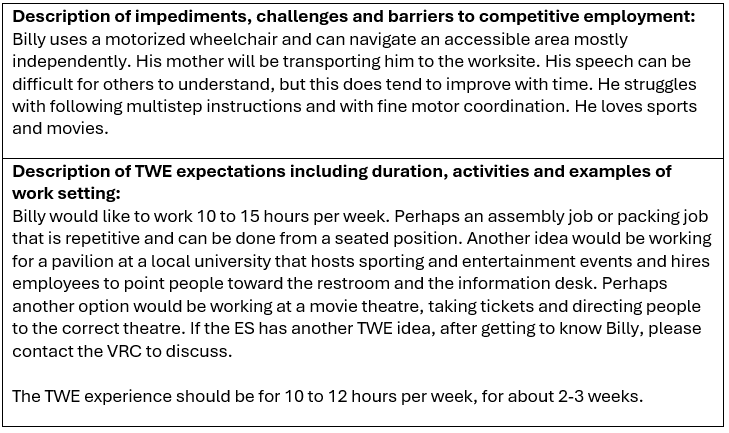 Description of impediments, challenges and barriers to competitive employment:
Billy uses a motorized wheelchair and can navigate an accessible area mostly
independently. His mother will be transporting him to the worksite. His speech can be
difficult for others to understand, but this does tend to improve with time. He struggles
with following multistep instructions and with fine motor coordination. He loves sports
and movies.
Description of TWE expectations including duration, activities and examples of
work setting:
Billy would like to work 10 to 15 hours per week. Perhaps an assembly job or packing job
that is repetitive and can be done from a seated position. Another idea would be working
for a pavilion at a local university that hosts sporting and entertainment events and hires
employees to point people toward the restroom and the information desk. Perhaps
another option would be working at a movie theatre, taking tickets and directing people
to the correct theatre. If the ES has another TWE idea, after getting to know Billy, please
contact the VRC to discuss.
The TWE experience should be for 10 to 12 hours per week, for about 2-3 weeks.